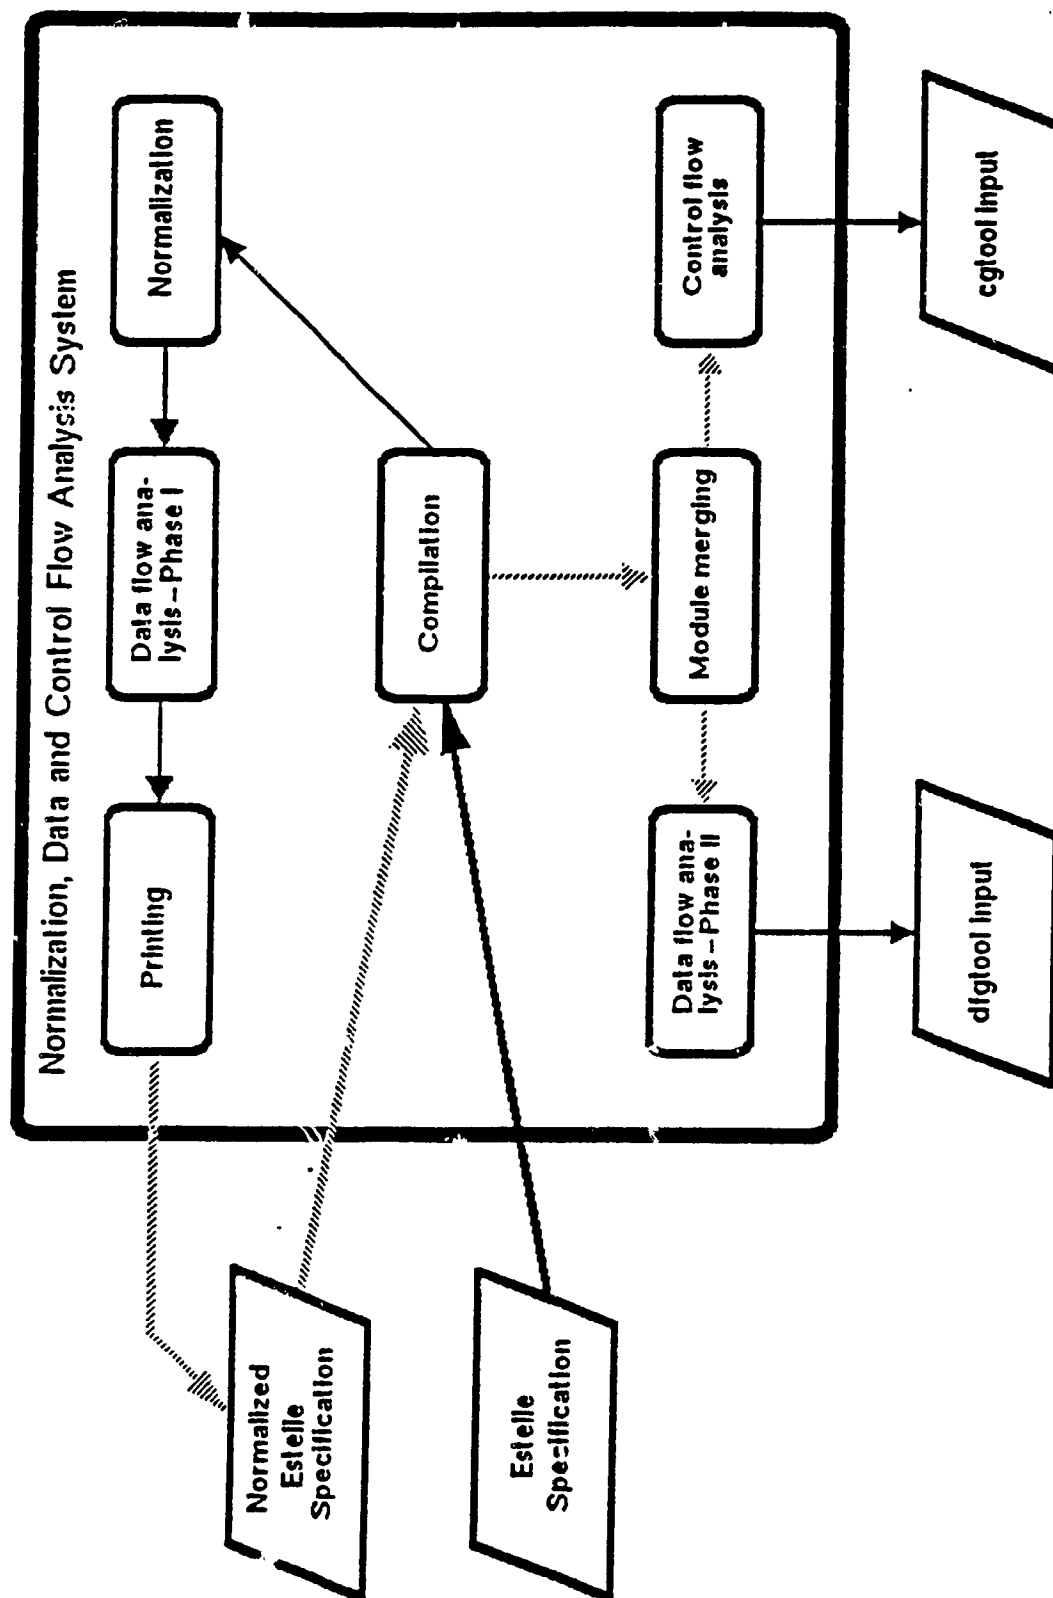 Normalization, Data and Control Flow Analysis System
Printing
Data flow ana-
lysis – Phase I
Normalization
Normalized
Estelle
Specification
Compilation
Estelle
Specification
Data flow ana-
lysis – Phase II
Module merging
Control flow
analysis
dfgtool input
cgtool input